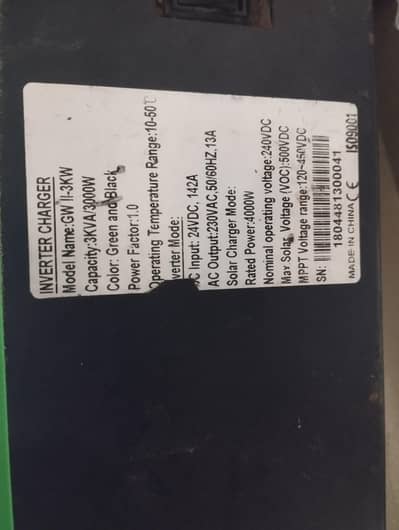 INVERTER CHARGER
Model Name:GW II-3KW
Capacity:3KVA/3000W
Color: Green and Black
Power Factor:1.0
Operating Temperature Range:10-50℃
verter Mode:
C Input: 24VDC, 142A
AC Output:230VAC,50/60HZ,13A
Solar Charger Mode:
Rated Power:4000W
Nominal operating voltage:240VDC
Max Solar Voltage (VOC):500VDC
MPPT Voltage range:120~450VDC
SN:
1804481300041
MADE IN CHINA CE ISO9001